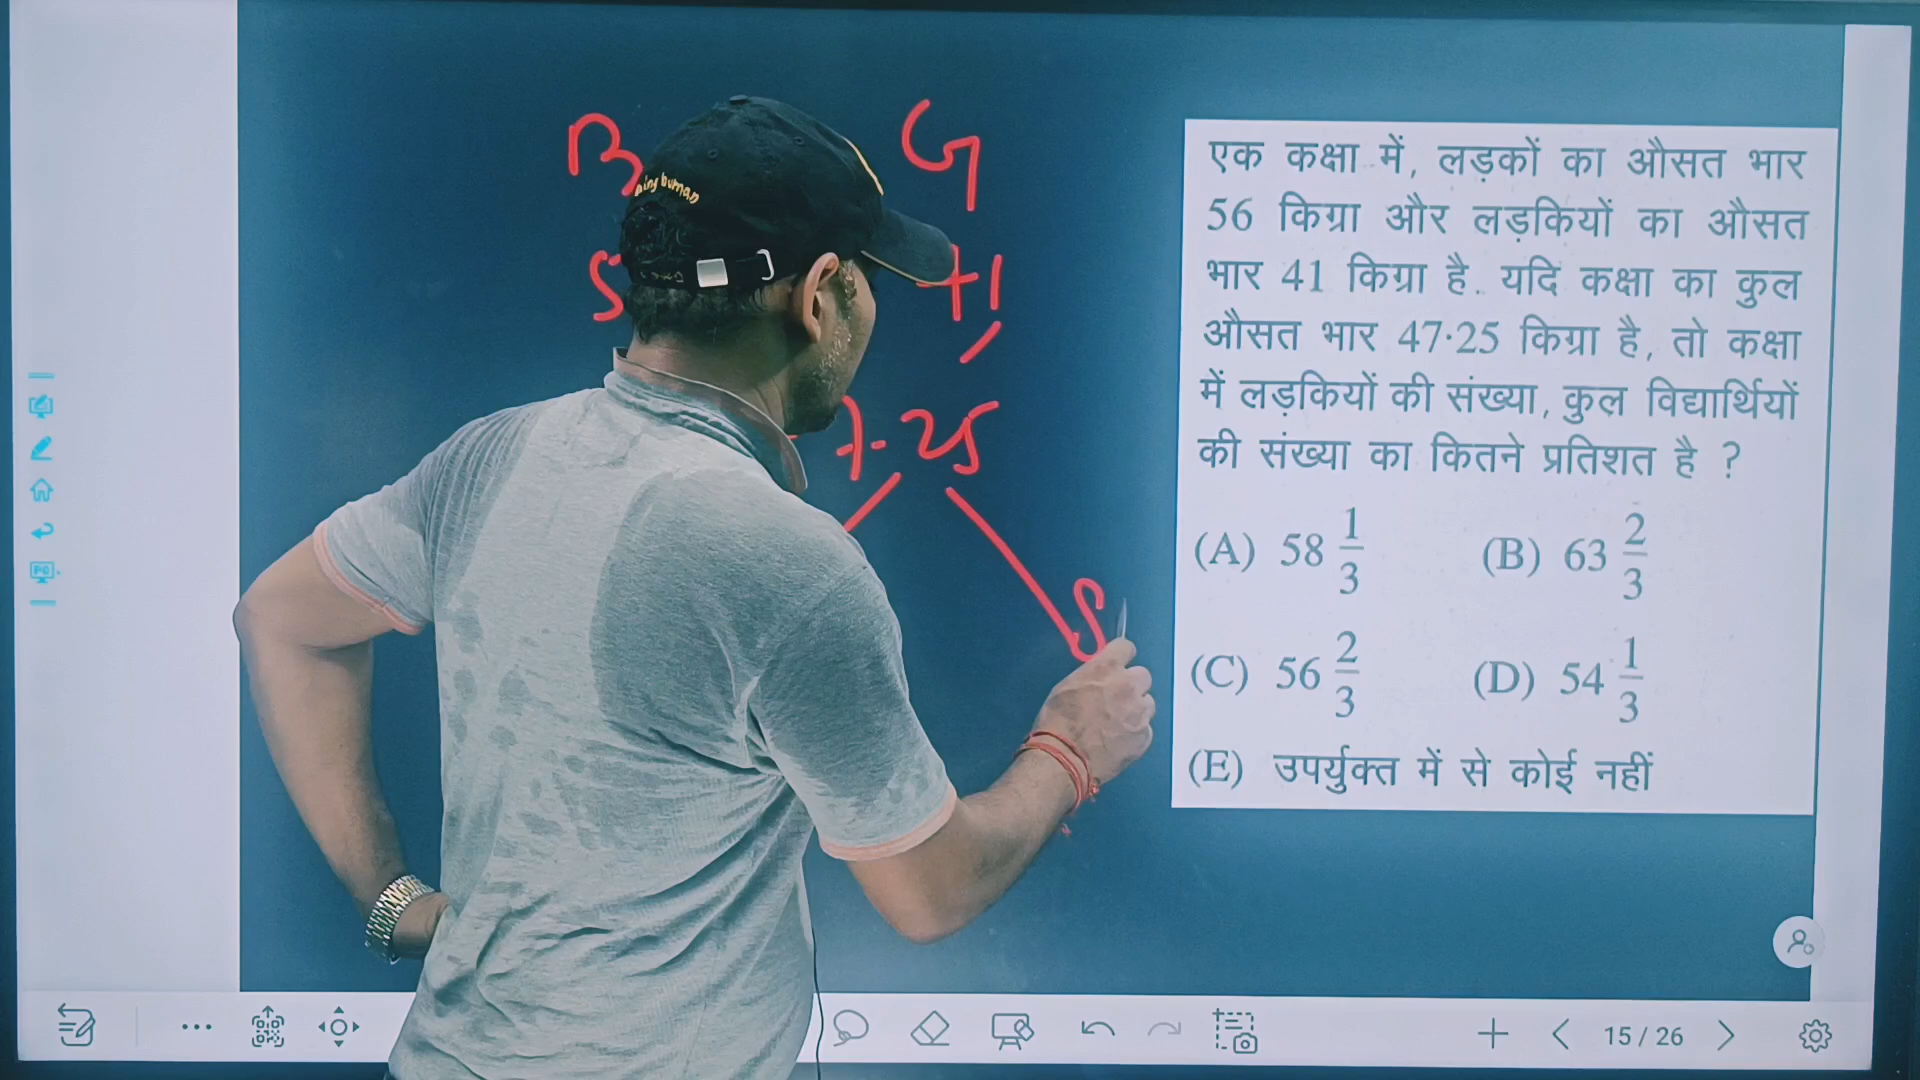 B G
41
7.25
8
एक कक्षा में, लड़कों का औसत भार
56 किग्रा और लड़कियों का औसत
भार 41 किग्रा है. यदि कक्षा का कुल
औसत भार 47·25 किग्रा है, तो कक्षा
में लड़कियों की संख्या, कुल विद्यार्थियों
की संख्या का कितने प्रतिशत है ?
(A) 58 1/3 (B) 63 2/3
(C) 56 2/3 (D) 54 1/3
(E) उपर्युक्त में से कोई नहीं
15 / 26